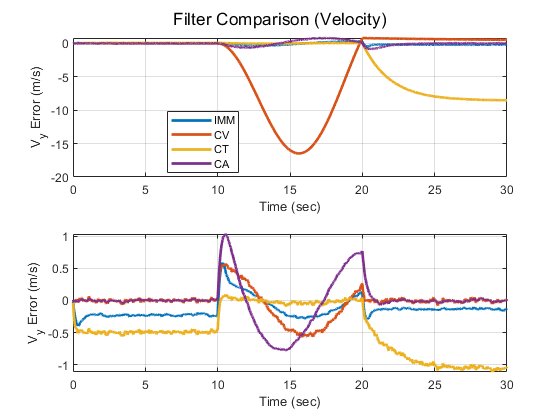 Filter Comparison (Velocity)
V_y Error (m/s)
0
-5
-10
-15
-20
IMM
CV
CT
CA
0 5 10 15 20 25 30
Time (sec)
V_y Error (m/s)
1
0.5
0
-0.5
-1
0 5 10 15 20 25 30
Time (sec)